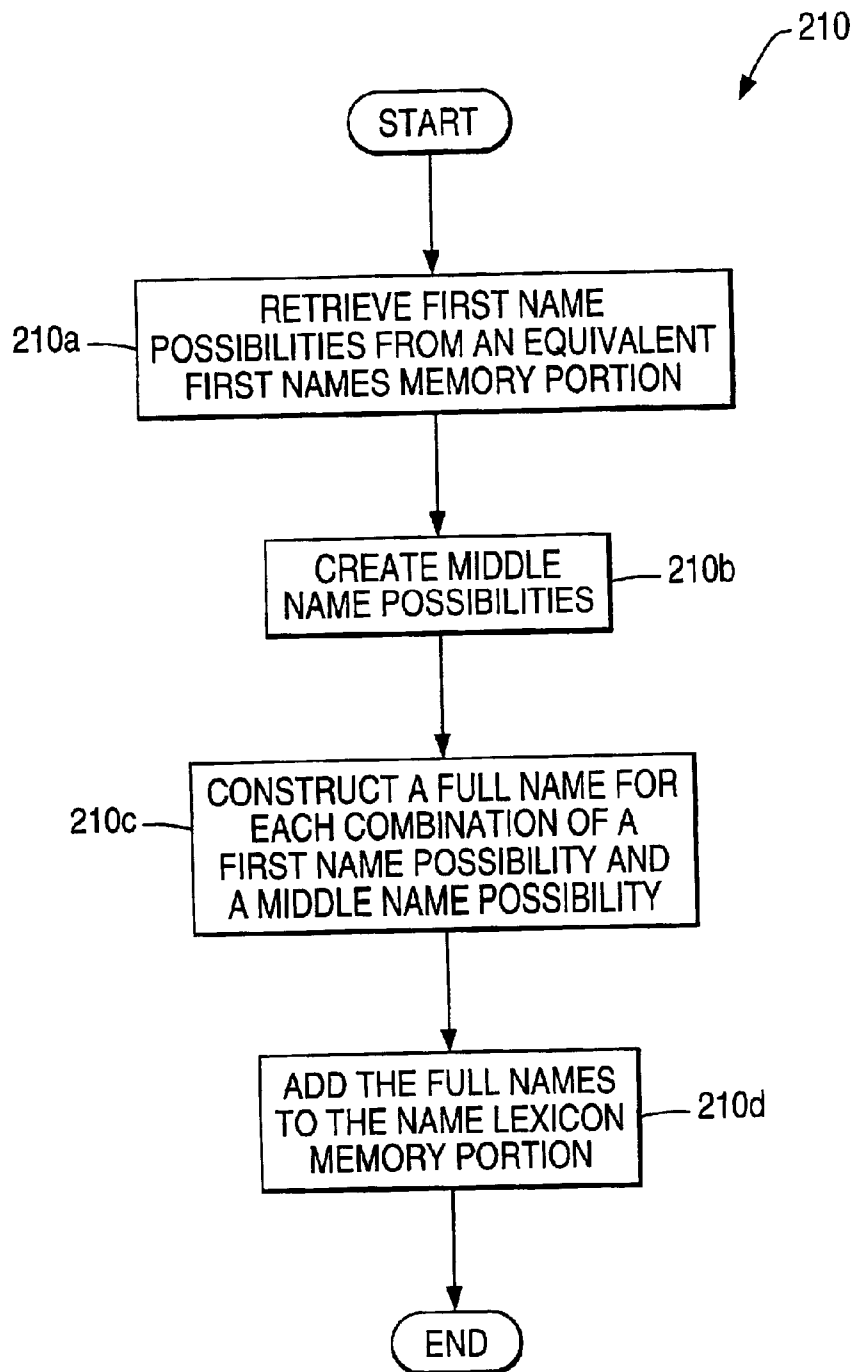 210
START
210a
RETRIEVE FIRST NAME
POSSIBILITIES FROM AN EQUIVALENT
FIRST NAMES MEMORY PORTION
CREATE MIDDLE
NAME POSSIBILITIES
210b
210c
CONSTRUCT A FULL NAME FOR
EACH COMBINATION OF A
FIRST NAME POSSIBILITY AND
A MIDDLE NAME POSSIBILITY
ADD THE FULL NAMES
TO THE NAME LEXICON
MEMORY PORTION
210d
END